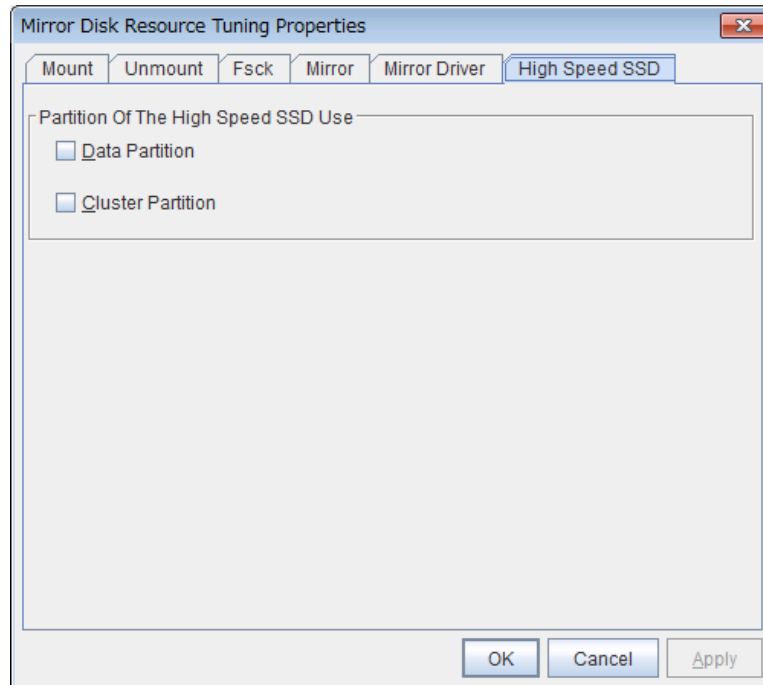 Mirror Disk Resource Tuning Properties
Mount Unmount Fsck Mirror Mirror Driver High Speed SSD
Partition Of The High Speed SSD Use
Data Partition
Cluster Partition
OK Cancel Apply